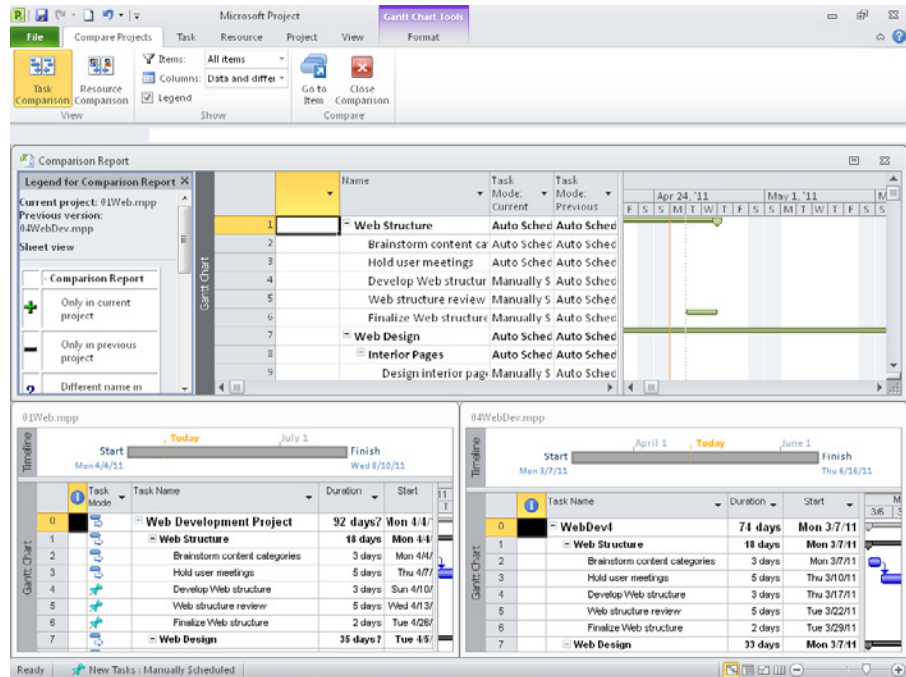 Microsoft Project
Gantt Chart Tools
File Compare Projects Task Resource Project View Format
Task Comparison
Resource Comparison
View
Items: All items
Columns: Data and differ
Legend
Show
Go to Item
Close Comparison
Compare
Comparison Report
Legend for Comparison Report
Current project: 01Web.mpp
Previous version:
04WebDev.mpp
Sheet view
Comparison Report
Only in current project
Only in previous project
Different name in
Gantt Chart
Name Task Mode: Current Task Mode: Previous
1 Web Structure Auto Sched Auto Sched
2 Brainstorm content ca Auto Sched Auto Sched
3 Hold user meetings Auto Sched Auto Sched
4 Develop Web structur Manually S Auto Sched
5 Web structure review Manually S Auto Sched
6 Finalize Web structure Manually S Auto Sched
7 Web Design Auto Sched Auto Sched
8 Interior Pages Auto Sched Auto Sched
9 Design interior page Manually S Auto Sched
Apr 24, '11 May 1, '11 M
F S S M T W T F S S M T W T F S S
01Web.mpp
Timeline
Today July 1
Start Finish
Mon 4/4/11 Wed 8/10/11
Gantt Chart
Task Mode Task Name Duration Start 11
T
0 Web Development Project 92 days? Mon 4/4/
1 Web Structure 18 days Mon 4/4/
2 Brainstorm content categories 3 days Mon 4/4/
3 Hold user meetings 5 days Thu 4/7/
4 Develop Web structure 3 days Sun 4/10/
5 Web structure review 5 days Wed 4/13/
6 Finalize Web structure 2 days Tue 4/26/
7 Web Design 35 days? Tue 4/5/
04WebDev.mpp
Timeline
April 1 Today June 1
Start Finish
Mon 3/7/11 Thu 6/16/11
Gantt Chart
Task Name Duration Start M
3/6 3
0 WebDev4 74 days Mon 3/7/11
1 Web Structure 18 days Mon 3/7/11
2 Brainstorm content categories 3 days Mon 3/7/11
3 Hold user meetings 5 days Thu 3/10/11
4 Develop Web structure 3 days Thu 3/17/11
5 Web structure review 5 days Tue 3/22/11
6 Finalize Web structure 2 days Tue 3/29/11
7 Web Design 33 days Mon 3/7/11
Ready New Tasks : Manually Scheduled